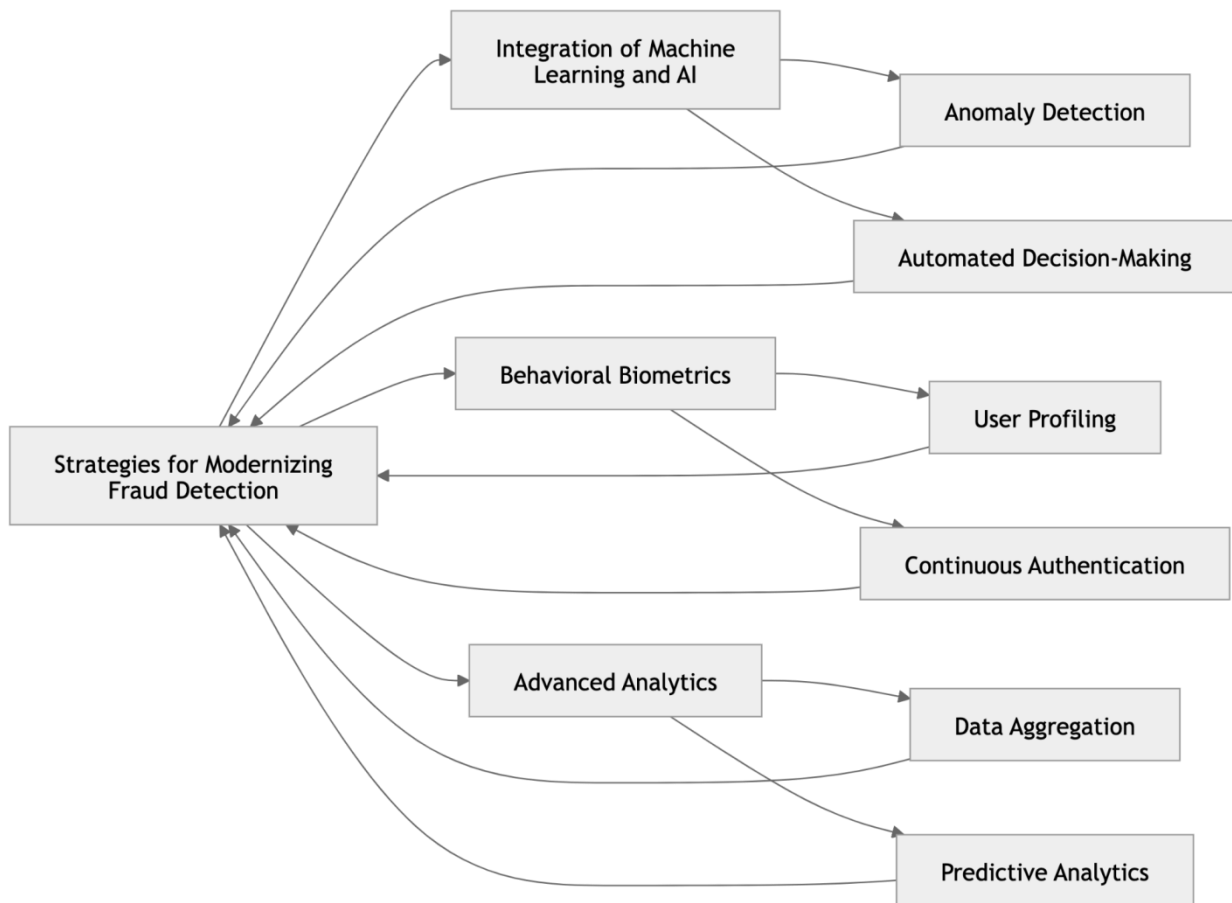 Integration of Machine
Learning and AI
Anomaly Detection
Automated Decision-Making
Behavioral Biometrics
User Profiling
Strategies for Modernizing
Fraud Detection
Continuous Authentication
Advanced Analytics
Data Aggregation
Predictive Analytics